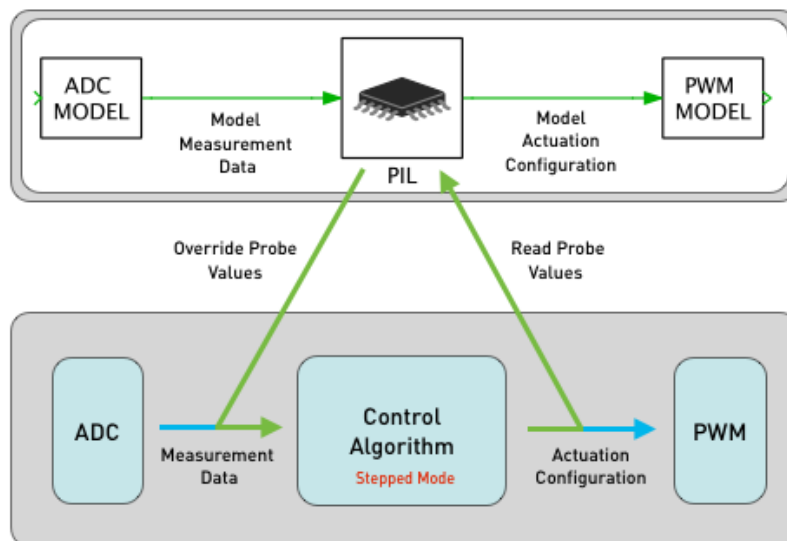 ADC
MODEL
Model
Measurement
Data
PIL
Model
Actuation
Configuration
PWM
MODEL
Override Probe
Values
Read Probe
Values
ADC
Measurement
Data
Control
Algorithm
Stepped Mode
Actuation
Configuration
PWM